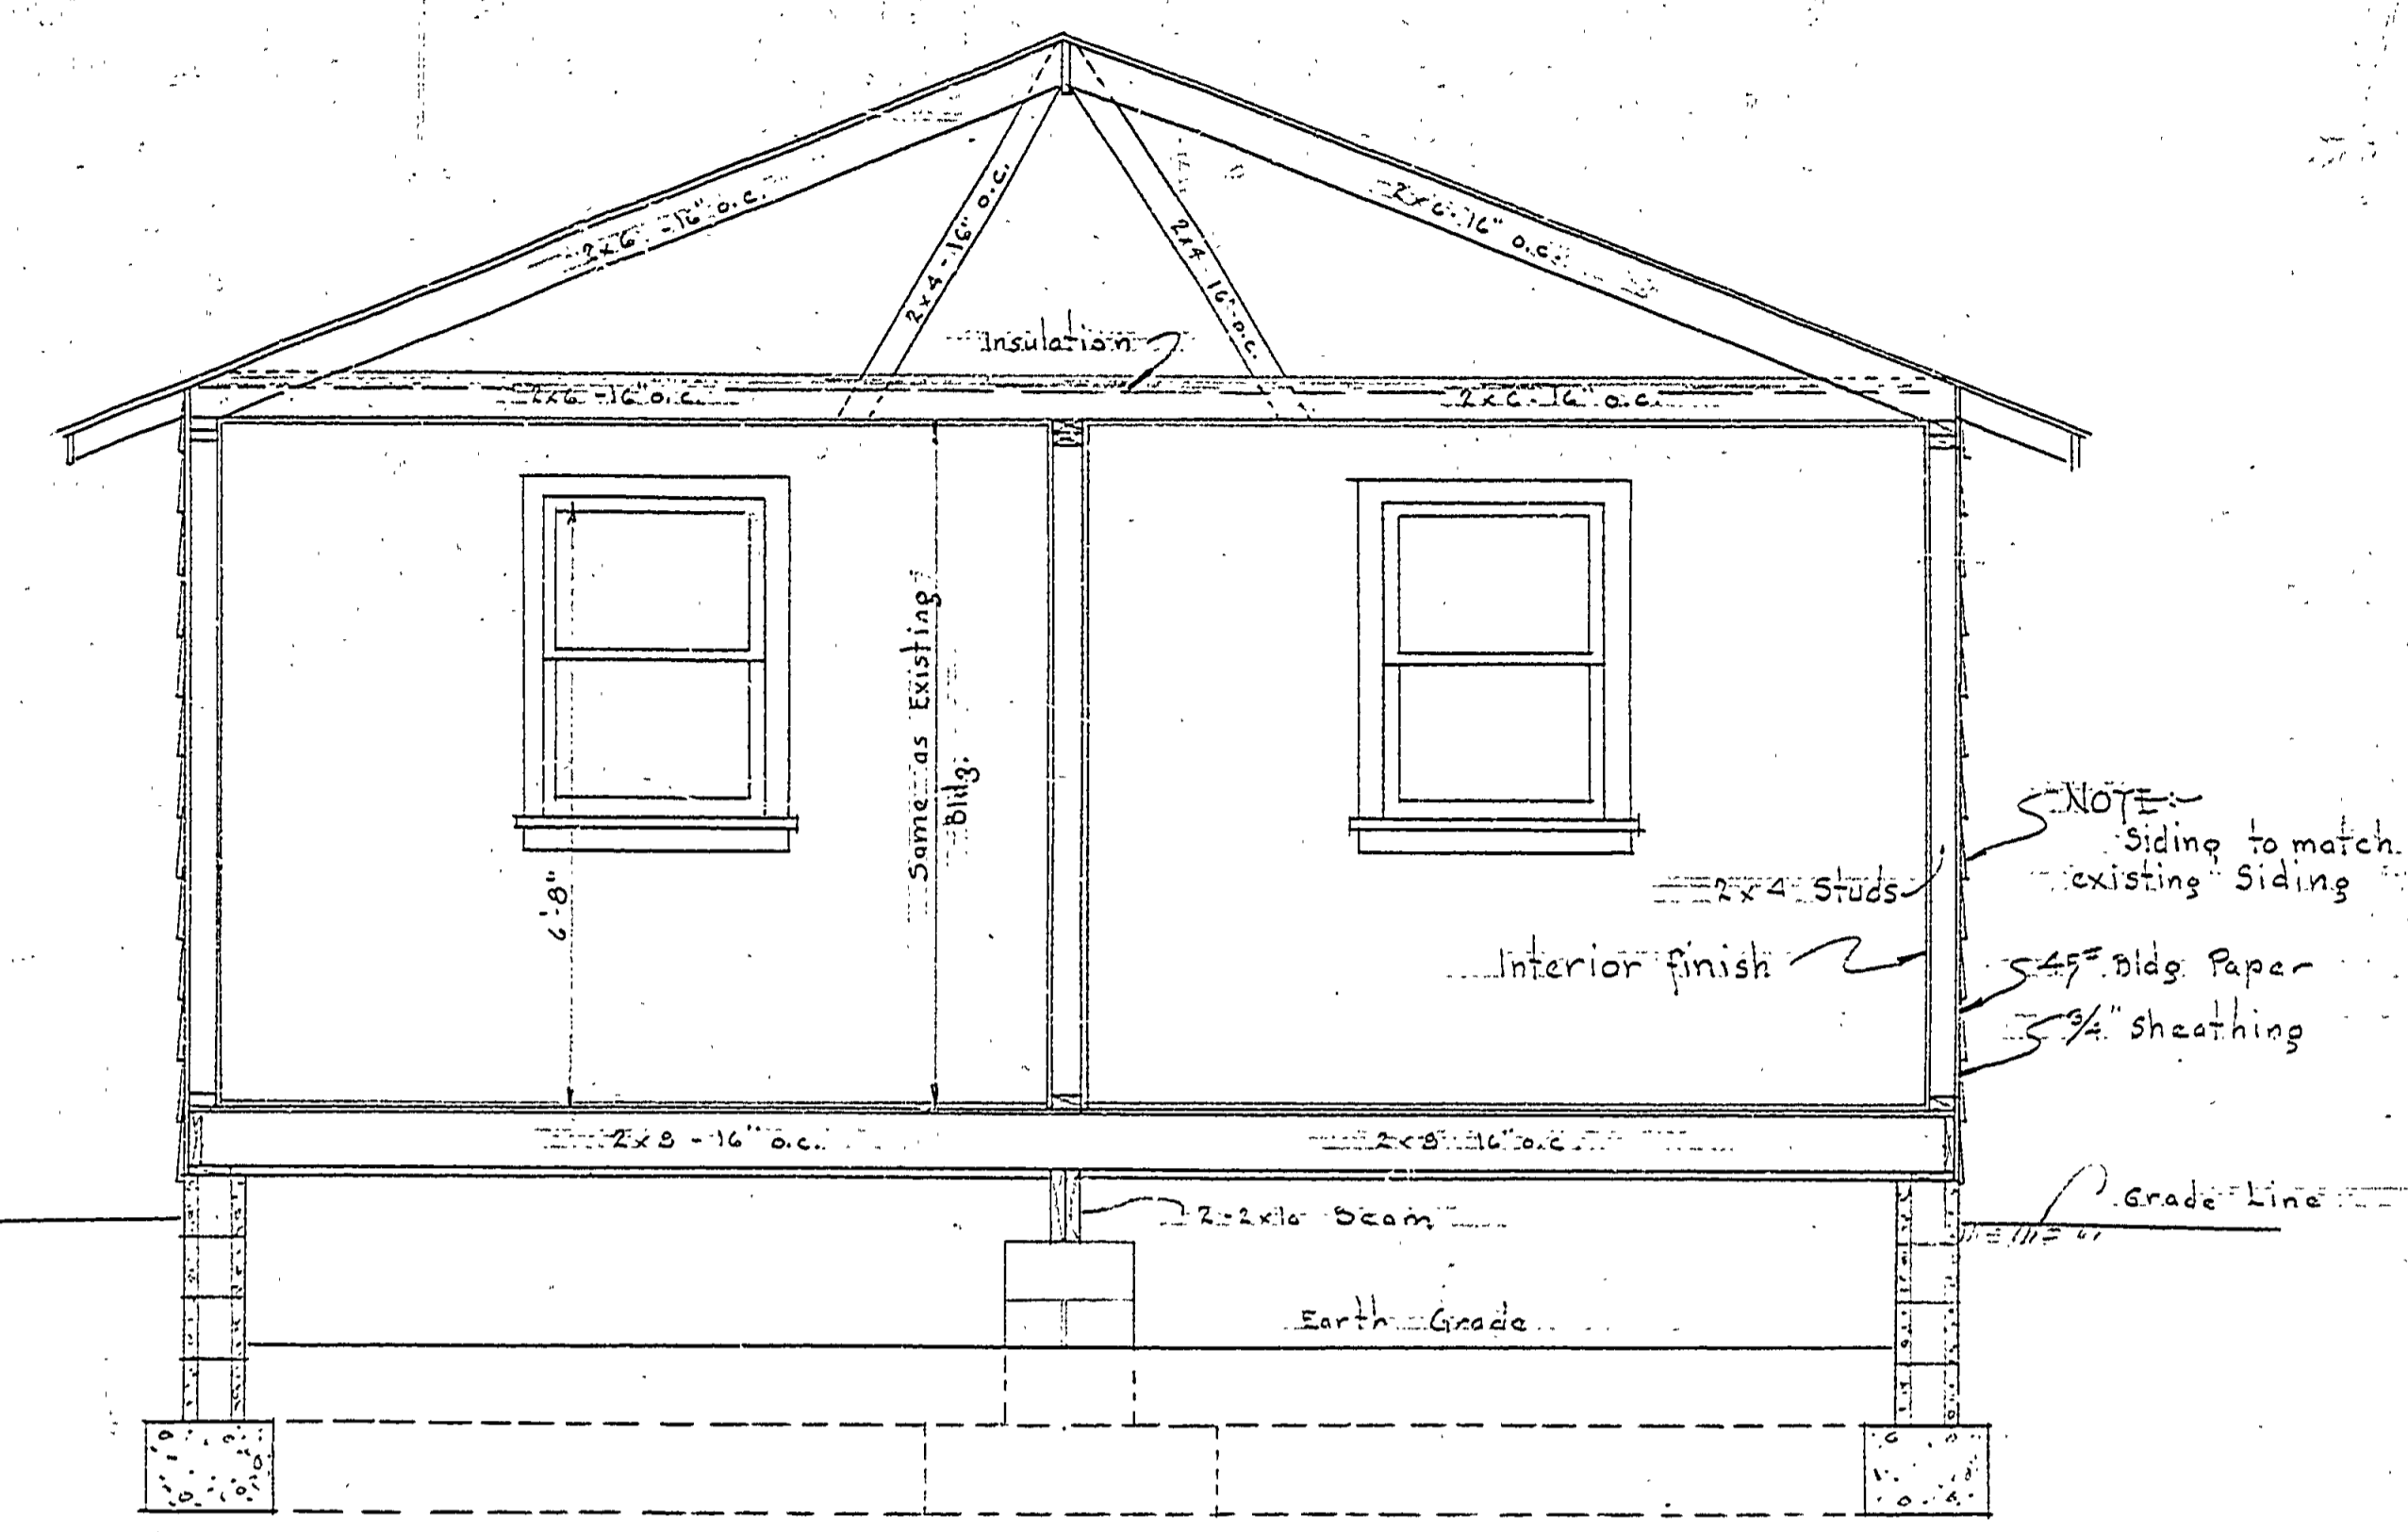 2x6 -16" o.c.
2x4 -16" o.c.
2x4 - 16" o.c.
2x6-16" o.c.
Insulation
2x6 -16" o.c.
2x6-16" o.c.
Same as Existing
Bldg.
6'-8"
NOTE:-
Siding to match
existing Siding
2x4 Studs
Interior finish
45# Bldg. Paper
3/4" Sheathing
2x8 - 16" o.c.
2x8-16" o.c.
Grade Line
2-2x10 Beam
Earth Grade